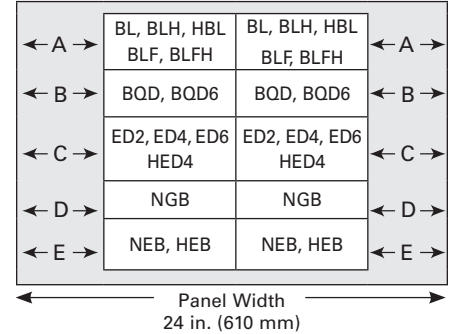 A BL, BLH, HBL BL, BLH, HBL A
BLF, BLFH BLF, BLFH
B BQD, BQD6 BQD, BQD6 B
C ED2, ED4, ED6 ED2, ED4, ED6 C
HED4 HED4
D NGB NGB D
E NEB, HEB NEB, HEB E
Panel Width
24 in. (610 mm)